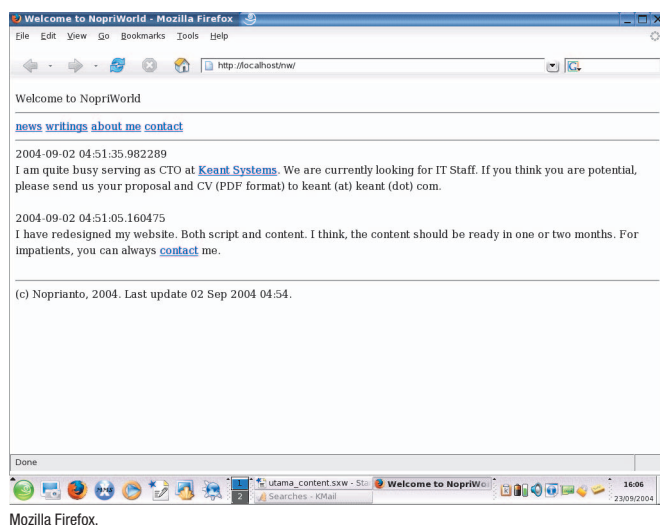 Welcome to NopriWorld - Mozilla Firefox
File Edit View Go Bookmarks Tools Help
http://localhost/nw/
Welcome to NopriWorld
news writings about me contact
2004-09-02 04:51:35.982289
I am quite busy serving as CTO at Keant Systems. We are currently looking for IT Staff. If you think you are potential,
please send us your proposal and CV (PDF format) to keant (at) keant (dot) com.
2004-09-02 04:51:05.160475
I have redesigned my website. Both script and content. I think, the content should be ready in one or two months. For
impatients, you can always contact me.
(c) Noprianto, 2004. Last update 02 Sep 2004 04:54.
Done
1 utama_content.sxw - Sta Welcome to NopriWo 16:06
2 Searches - KMail 23/09/2004
Mozilla Firefox.